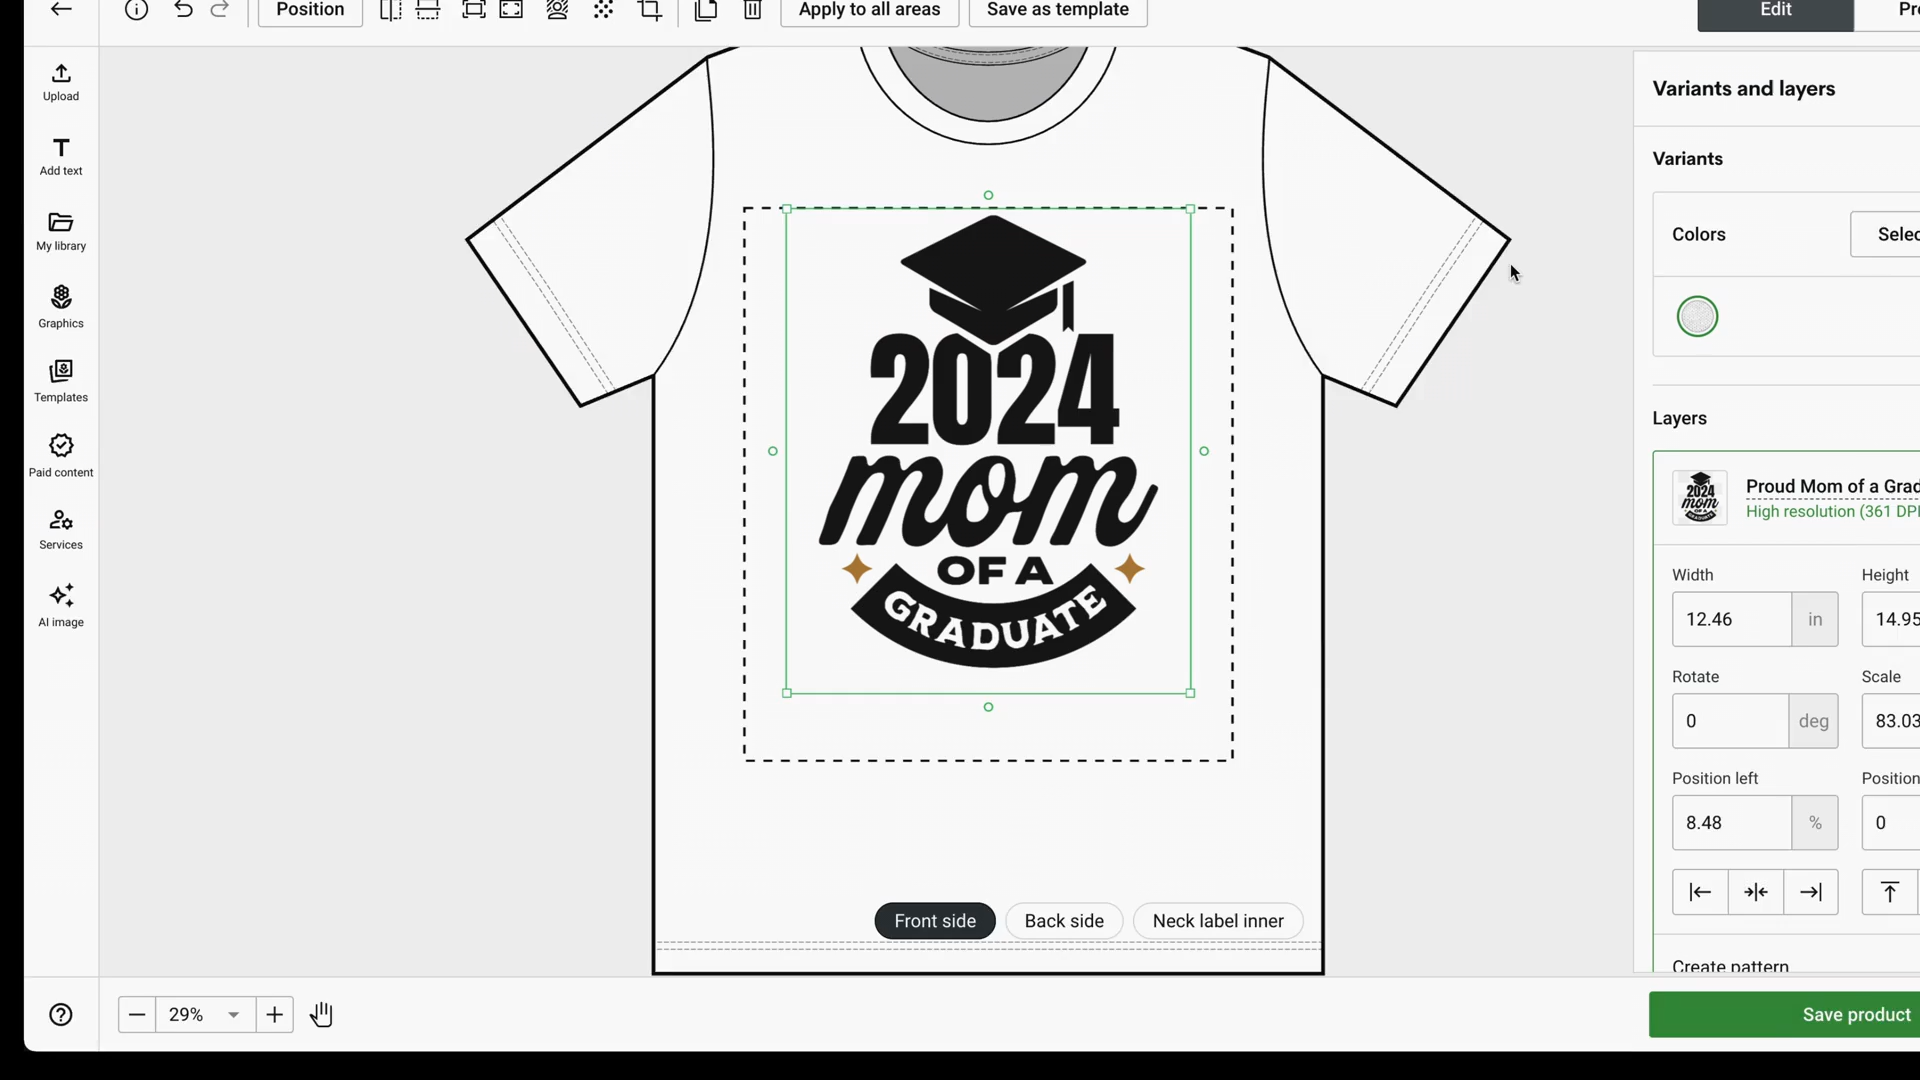 Position
Apply to all areas
Save as template
Edit
Upload
Add text
My library
Graphics
Templates
Paid content
Services
AI image
2024
mom
OF A
GRADUATE
Front side
Back side
Neck label inner
29%
Variants and layers
Variants
Colors
Layers
2024
mom
Proud Mom of a Grad
High resolution (361 DPI
Width
Height
12.46 in
14.95
Rotate
Scale
0 deg
83.03
Position left
Position
8.48 %
0
Create pattern
Save product